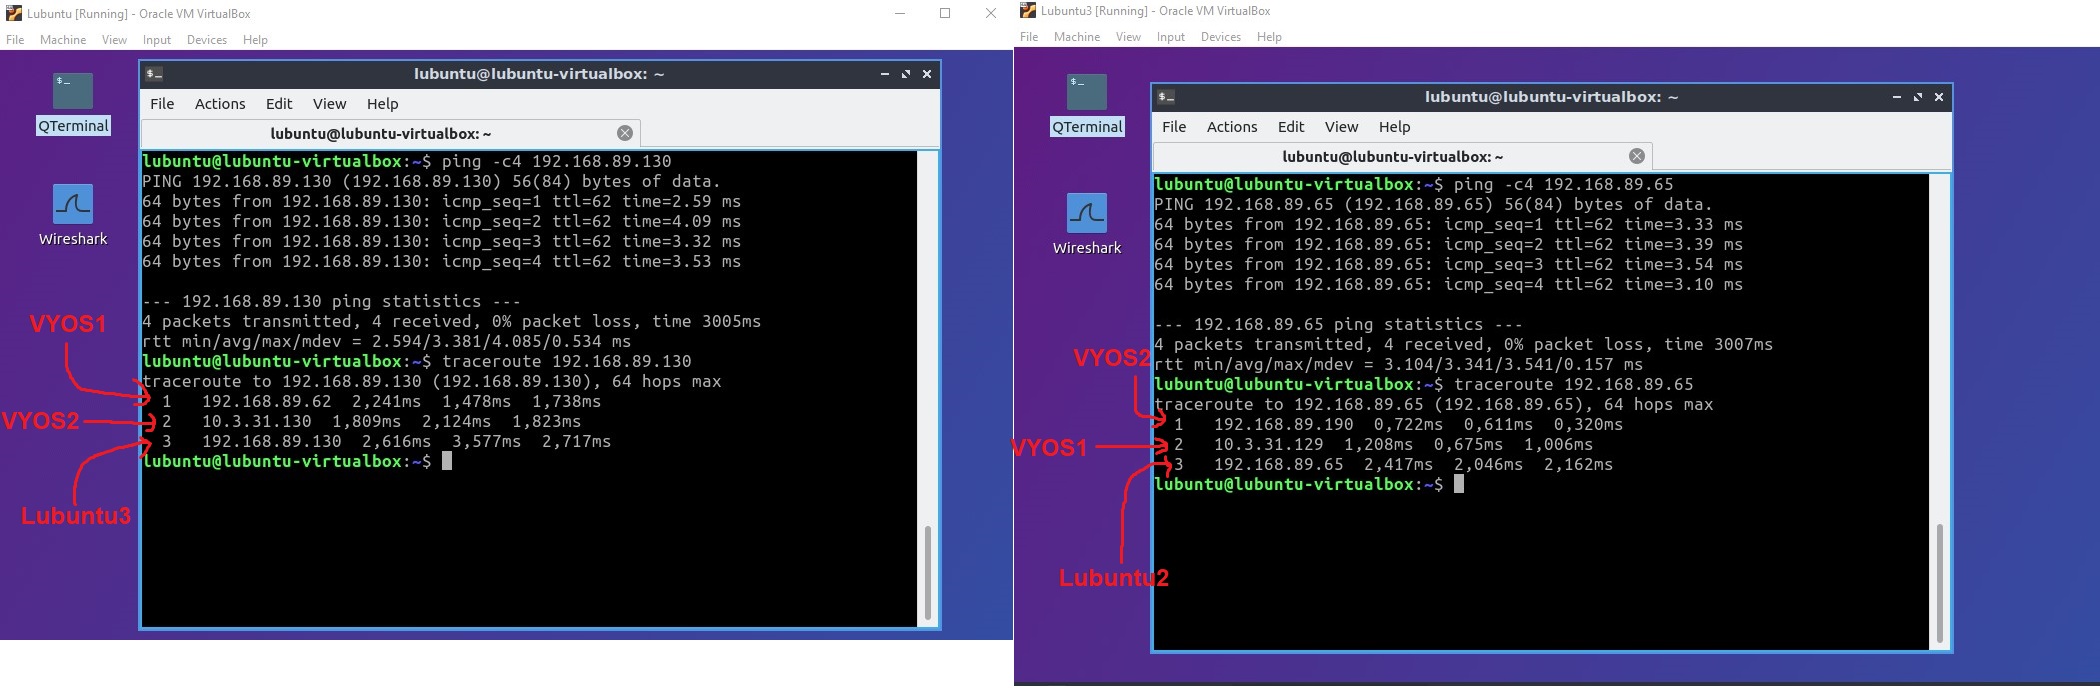 Lubuntu [Running] - Oracle VM VirtualBox
File Machine View Input Devices Help
QTerminal
Wireshark
lubuntu@lubuntu-virtualbox: ~
File Actions Edit View Help
lubuntu@lubuntu-virtualbox: ~
lubuntu@lubuntu-virtualbox:~$ ping -c4 192.168.89.130
PING 192.168.89.130 (192.168.89.130) 56(84) bytes of data.
64 bytes from 192.168.89.130: icmp_seq=1 ttl=62 time=2.59 ms
64 bytes from 192.168.89.130: icmp_seq=2 ttl=62 time=4.09 ms
64 bytes from 192.168.89.130: icmp_seq=3 ttl=62 time=3.32 ms
64 bytes from 192.168.89.130: icmp_seq=4 ttl=62 time=3.53 ms
--- 192.168.89.130 ping statistics ---
4 packets transmitted, 4 received, 0% packet loss, time 3005ms
rtt min/avg/max/mdev = 2.594/3.381/4.085/0.534 ms
lubuntu@lubuntu-virtualbox:~$ traceroute 192.168.89.130
traceroute to 192.168.89.130 (192.168.89.130), 64 hops max
1 192.168.89.62 2,241ms 1,478ms 1,738ms
2 10.3.31.130 1,809ms 2,124ms 1,823ms
3 192.168.89.130 2,616ms 3,577ms 2,717ms
lubuntu@lubuntu-virtualbox:~$
VYOS1
VYOS2
Lubuntu3
Lubuntu3 [Running] - Oracle VM VirtualBox
File Machine View Input Devices Help
QTerminal
Wireshark
lubuntu@lubuntu-virtualbox: ~
File Actions Edit View Help
lubuntu@lubuntu-virtualbox: ~
lubuntu@lubuntu-virtualbox:~$ ping -c4 192.168.89.65
PING 192.168.89.65 (192.168.89.65) 56(84) bytes of data.
64 bytes from 192.168.89.65: icmp_seq=1 ttl=62 time=3.33 ms
64 bytes from 192.168.89.65: icmp_seq=2 ttl=62 time=3.39 ms
64 bytes from 192.168.89.65: icmp_seq=3 ttl=62 time=3.54 ms
64 bytes from 192.168.89.65: icmp_seq=4 ttl=62 time=3.10 ms
--- 192.168.89.65 ping statistics ---
4 packets transmitted, 4 received, 0% packet loss, time 3007ms
rtt min/avg/max/mdev = 3.104/3.341/3.541/0.157 ms
lubuntu@lubuntu-virtualbox:~$ traceroute 192.168.89.65
traceroute to 192.168.89.65 (192.168.89.65), 64 hops max
1 192.168.89.190 0,722ms 0,611ms 0,320ms
2 10.3.31.129 1,208ms 0,675ms 1,006ms
3 192.168.89.65 2,417ms 2,046ms 2,162ms
lubuntu@lubuntu-virtualbox:~$
VYOS2
VYOS1
Lubuntu2